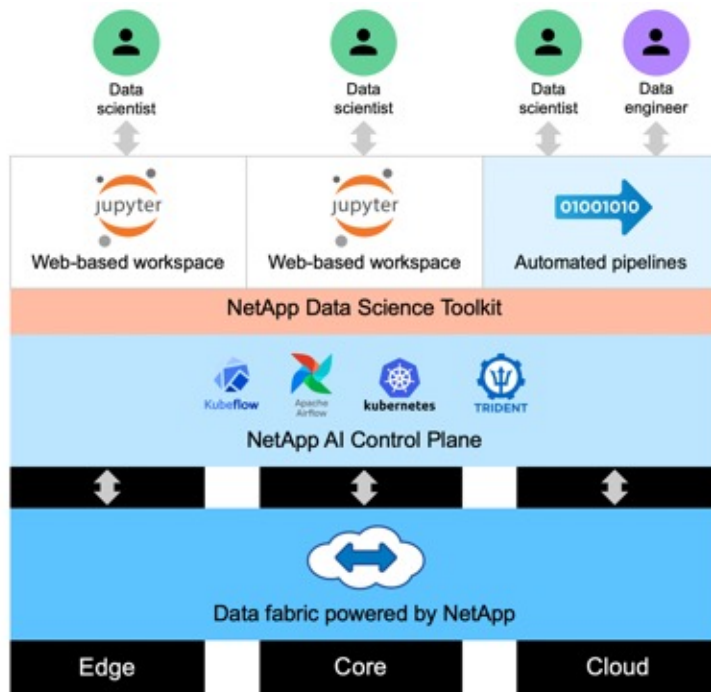 Data
scientist
Data
scientist
Data
scientist
Data
engineer
jupyter
Web-based workspace
jupyter
Web-based workspace
01001010
Automated pipelines
NetApp Data Science Toolkit
Kubeflow
Apache
Airflow
kubernetes
TRIDENT
NetApp AI Control Plane
Data fabric powered by NetApp
Edge
Core
Cloud